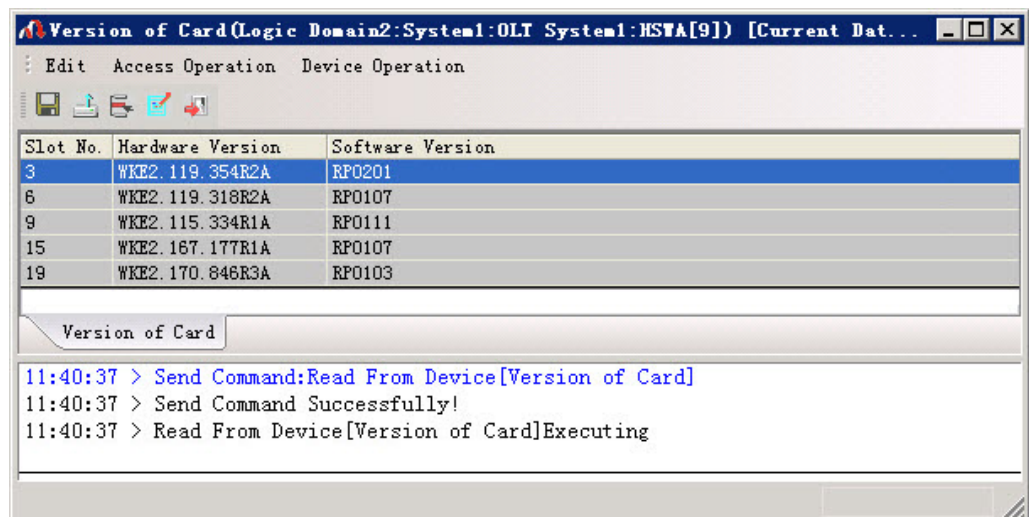 Version of Card(Logic Domain2:System1:OLT System1:HSWA[9]) [Current Dat...
Edit Access Operation Device Operation
Slot No. Hardware Version Software Version
3 WKE2.119.354R2A RP0201
6 WKE2.119.318R2A RP0107
9 WKE2.115.334R1A RP0111
15 WKE2.167.177R1A RP0107
19 WKE2.170.846R3A RP0103
Version of Card
11:40:37 > Send Command:Read From Device[Version of Card]
11:40:37 > Send Command Successfully!
11:40:37 > Read From Device[Version of Card]Executing